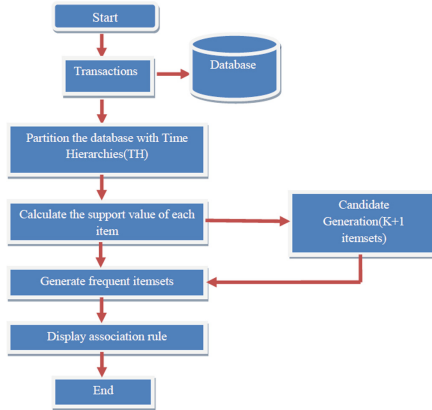 Start
Transactions
Database
Partition the database with Time
Hierarchies(TH)
Calculate the support value of each
item
Candidate
Generation(K+1
itemsets)
Generate frequent itemsets
Display association rule
End